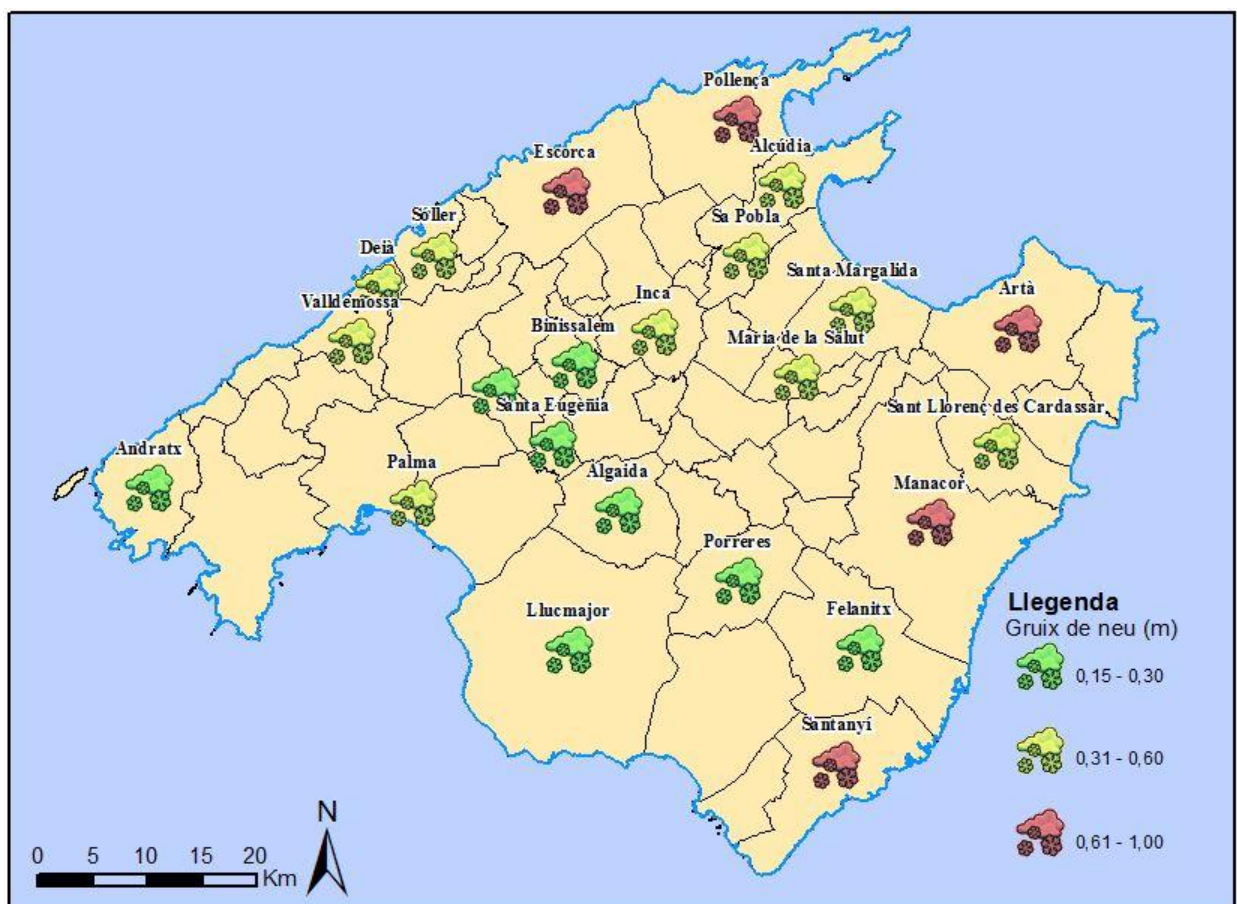 Pollença
Alcúdia
Escorca
Sa Pobla
Sóller
Deià
Santa Margalida
Artà
Inca
Valldemossa
Binissalem
Maria de la Salut
Santa Eugènia
Sant Llorenç des Cardassar
Andratx
Palma
Algaida
Manacor
Porreres
Llucmajor
Felanitx
Santanyí
Llegenda
Gruix de neu (m)
0,15 - 0,30
0,31 - 0,60
0,61 - 1,00
N
0 5 10 15 20
Km